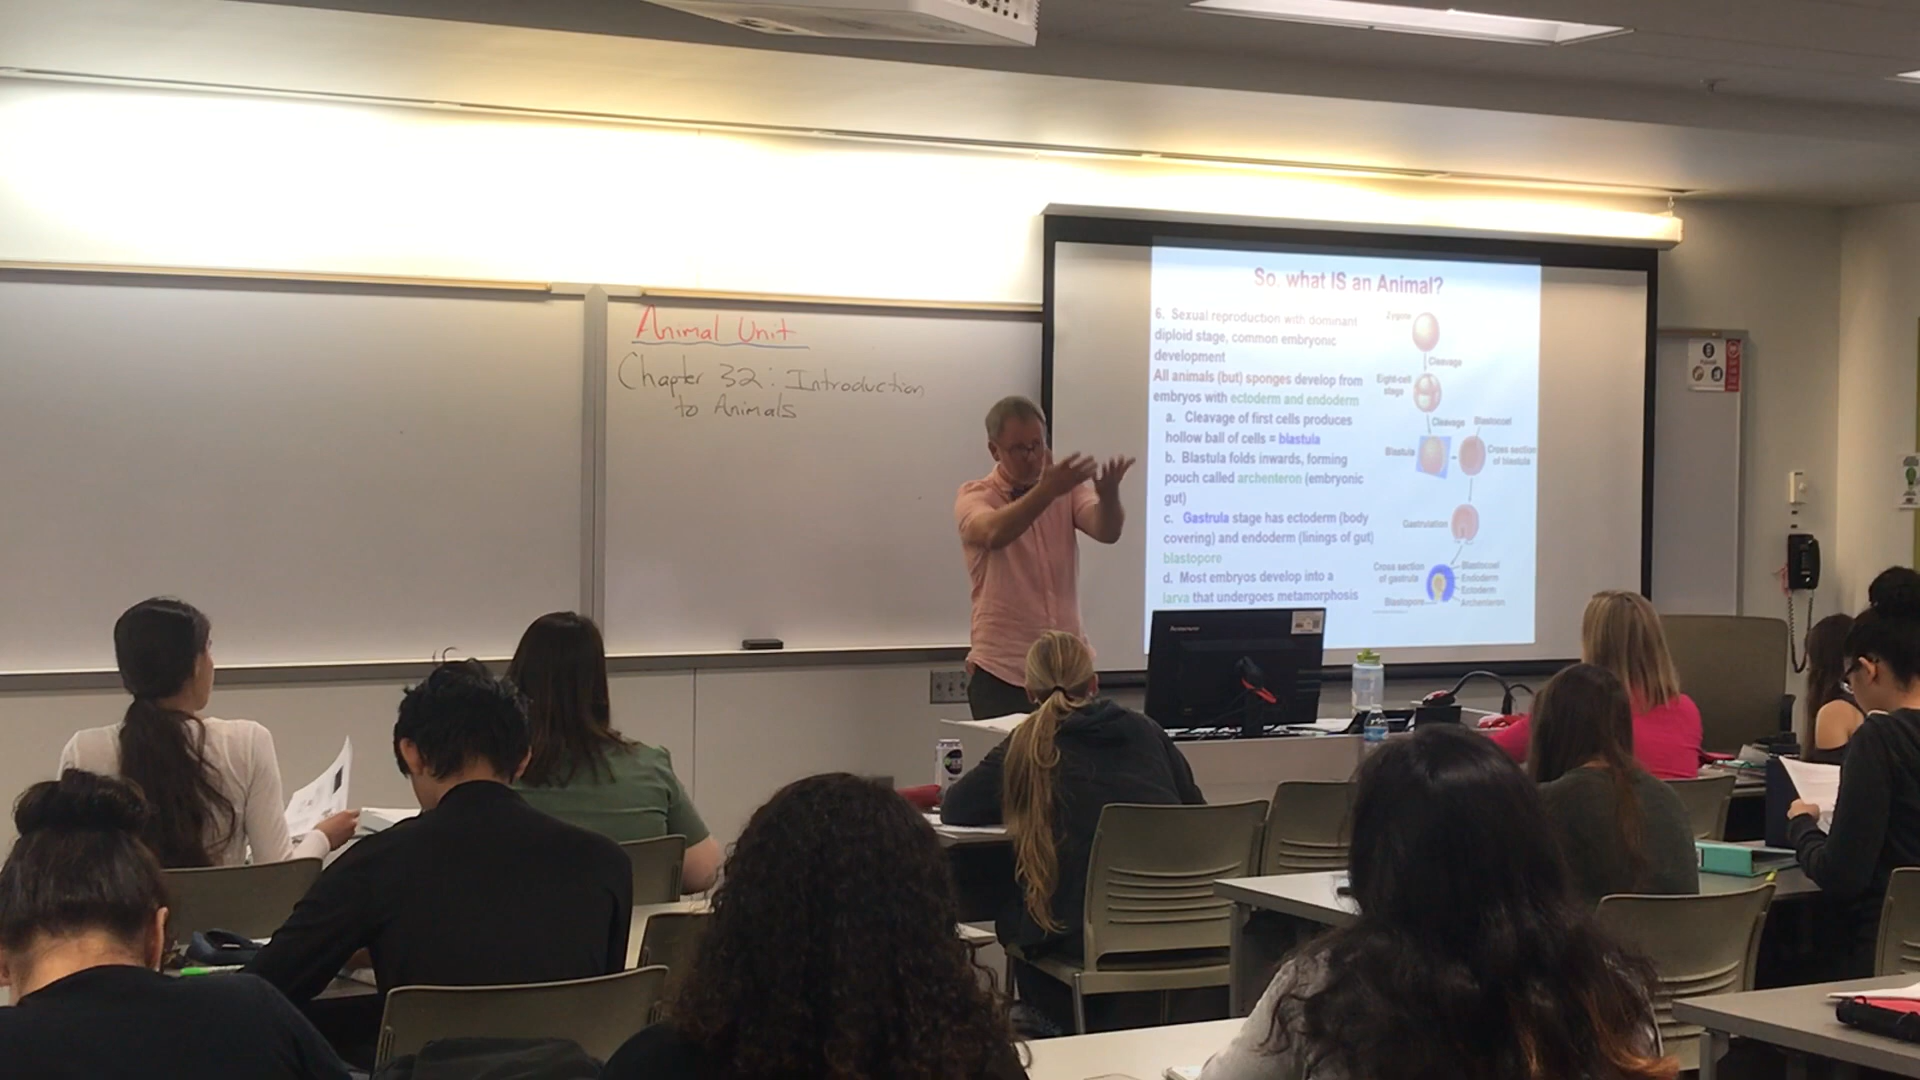 Animal Unit
Chapter 32: Introduction
to Animals
So, what IS an Animal?
6. Sexual reproduction with dominant
diploid stage, common embryonic
development
All animals (but) sponges develop from
embryos with ectoderm and endoderm
a. Cleavage of first cells produces
hollow ball of cells = blastula
b. Blastula folds inwards, forming
pouch called archenteron (embryonic
gut)
c. Gastrula stage has ectoderm (body
covering) and endoderm (linings of gut)
blastopore
d. Most embryos develop into a
larva that undergoes metamorphosis
Zygote
Cleavage
Eight-cell
stage
Cleavage
Blastocoel
Blastula
Cross section
of blastula
Gastrulation
Cross section
of gastrula
Blastocoel
Endoderm
Ectoderm
Archenteron
Blastopore
lenovo